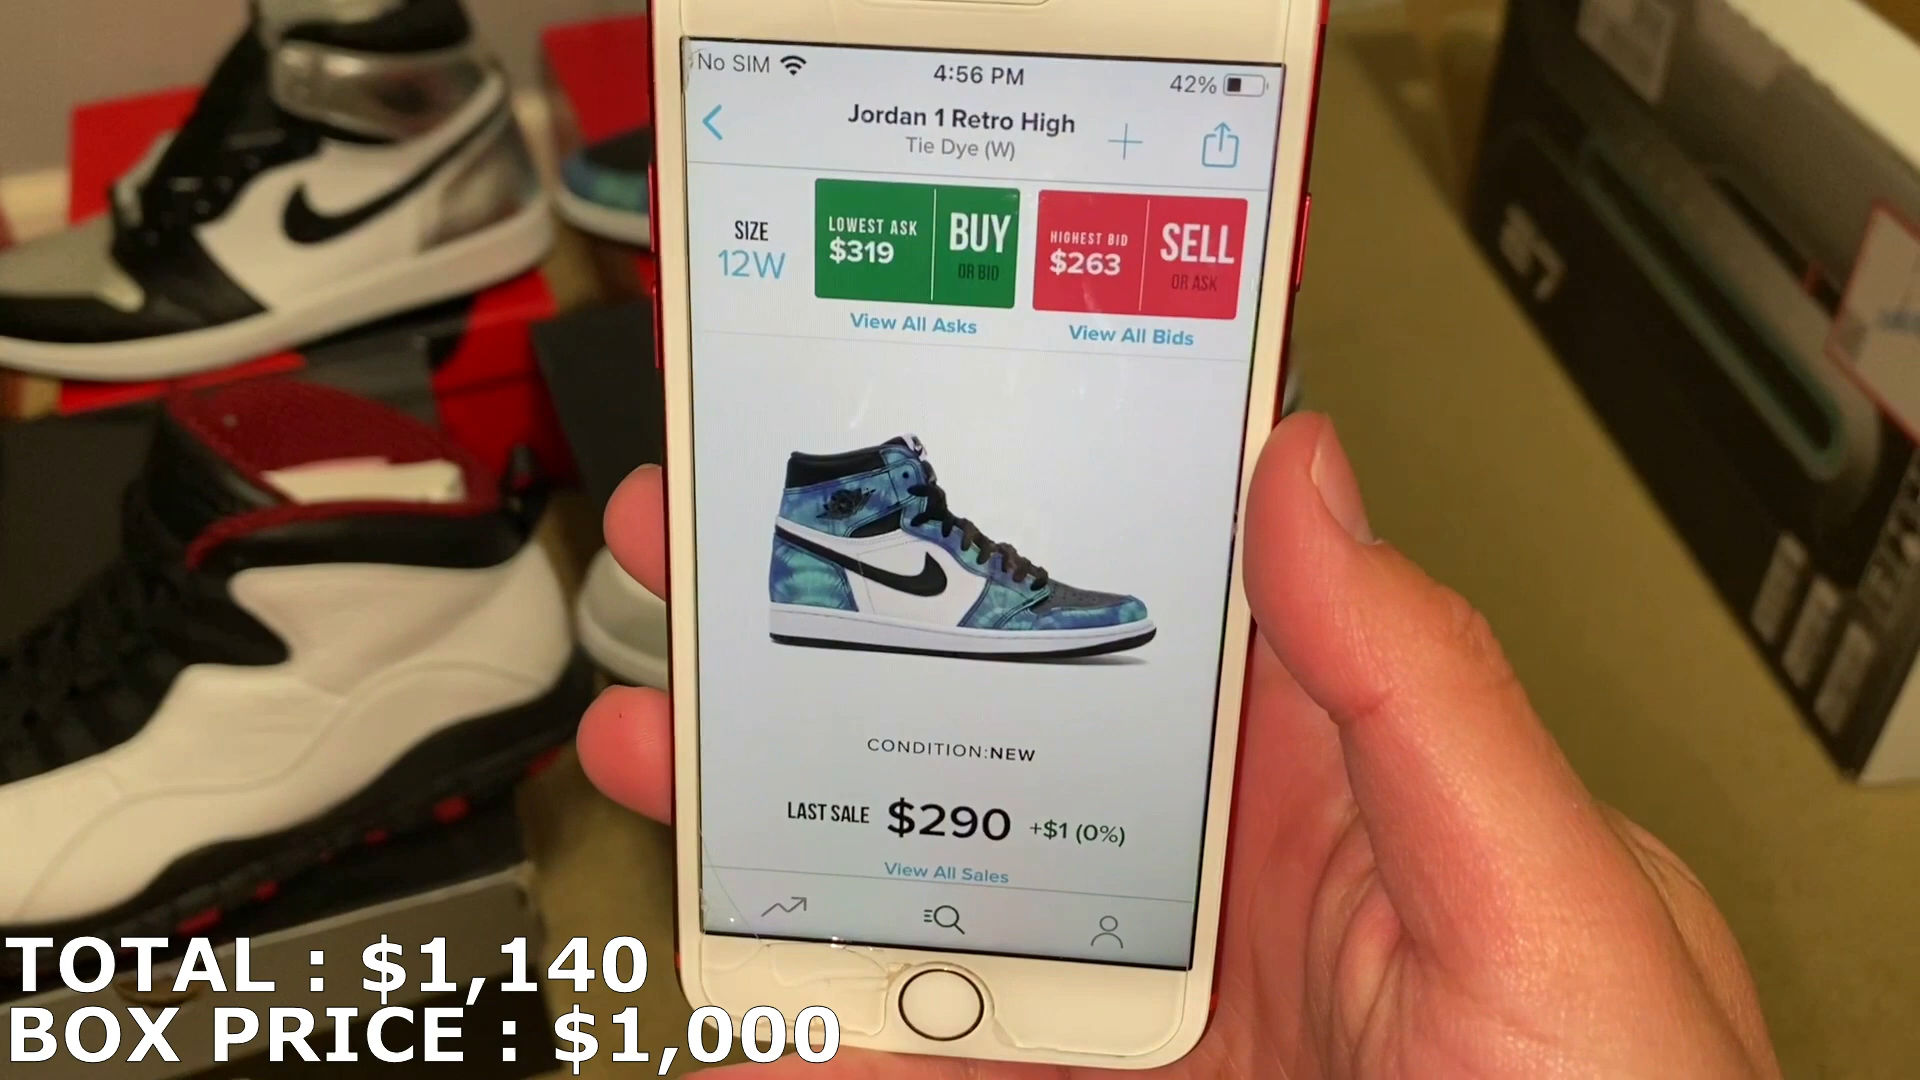 No SIM 4:56 PM 42%
Jordan 1 Retro High
Tie Dye (W)
SIZE
12W
LOWEST ASK
$319
BUY
OR BID
HIGHEST BID
$263
SELL
OR ASK
View All Asks
View All Bids
CONDITION:NEW
LAST SALE $290 +$1 (0%)
View All Sales
TOTAL : $1,140
BOX PRICE : $1,000